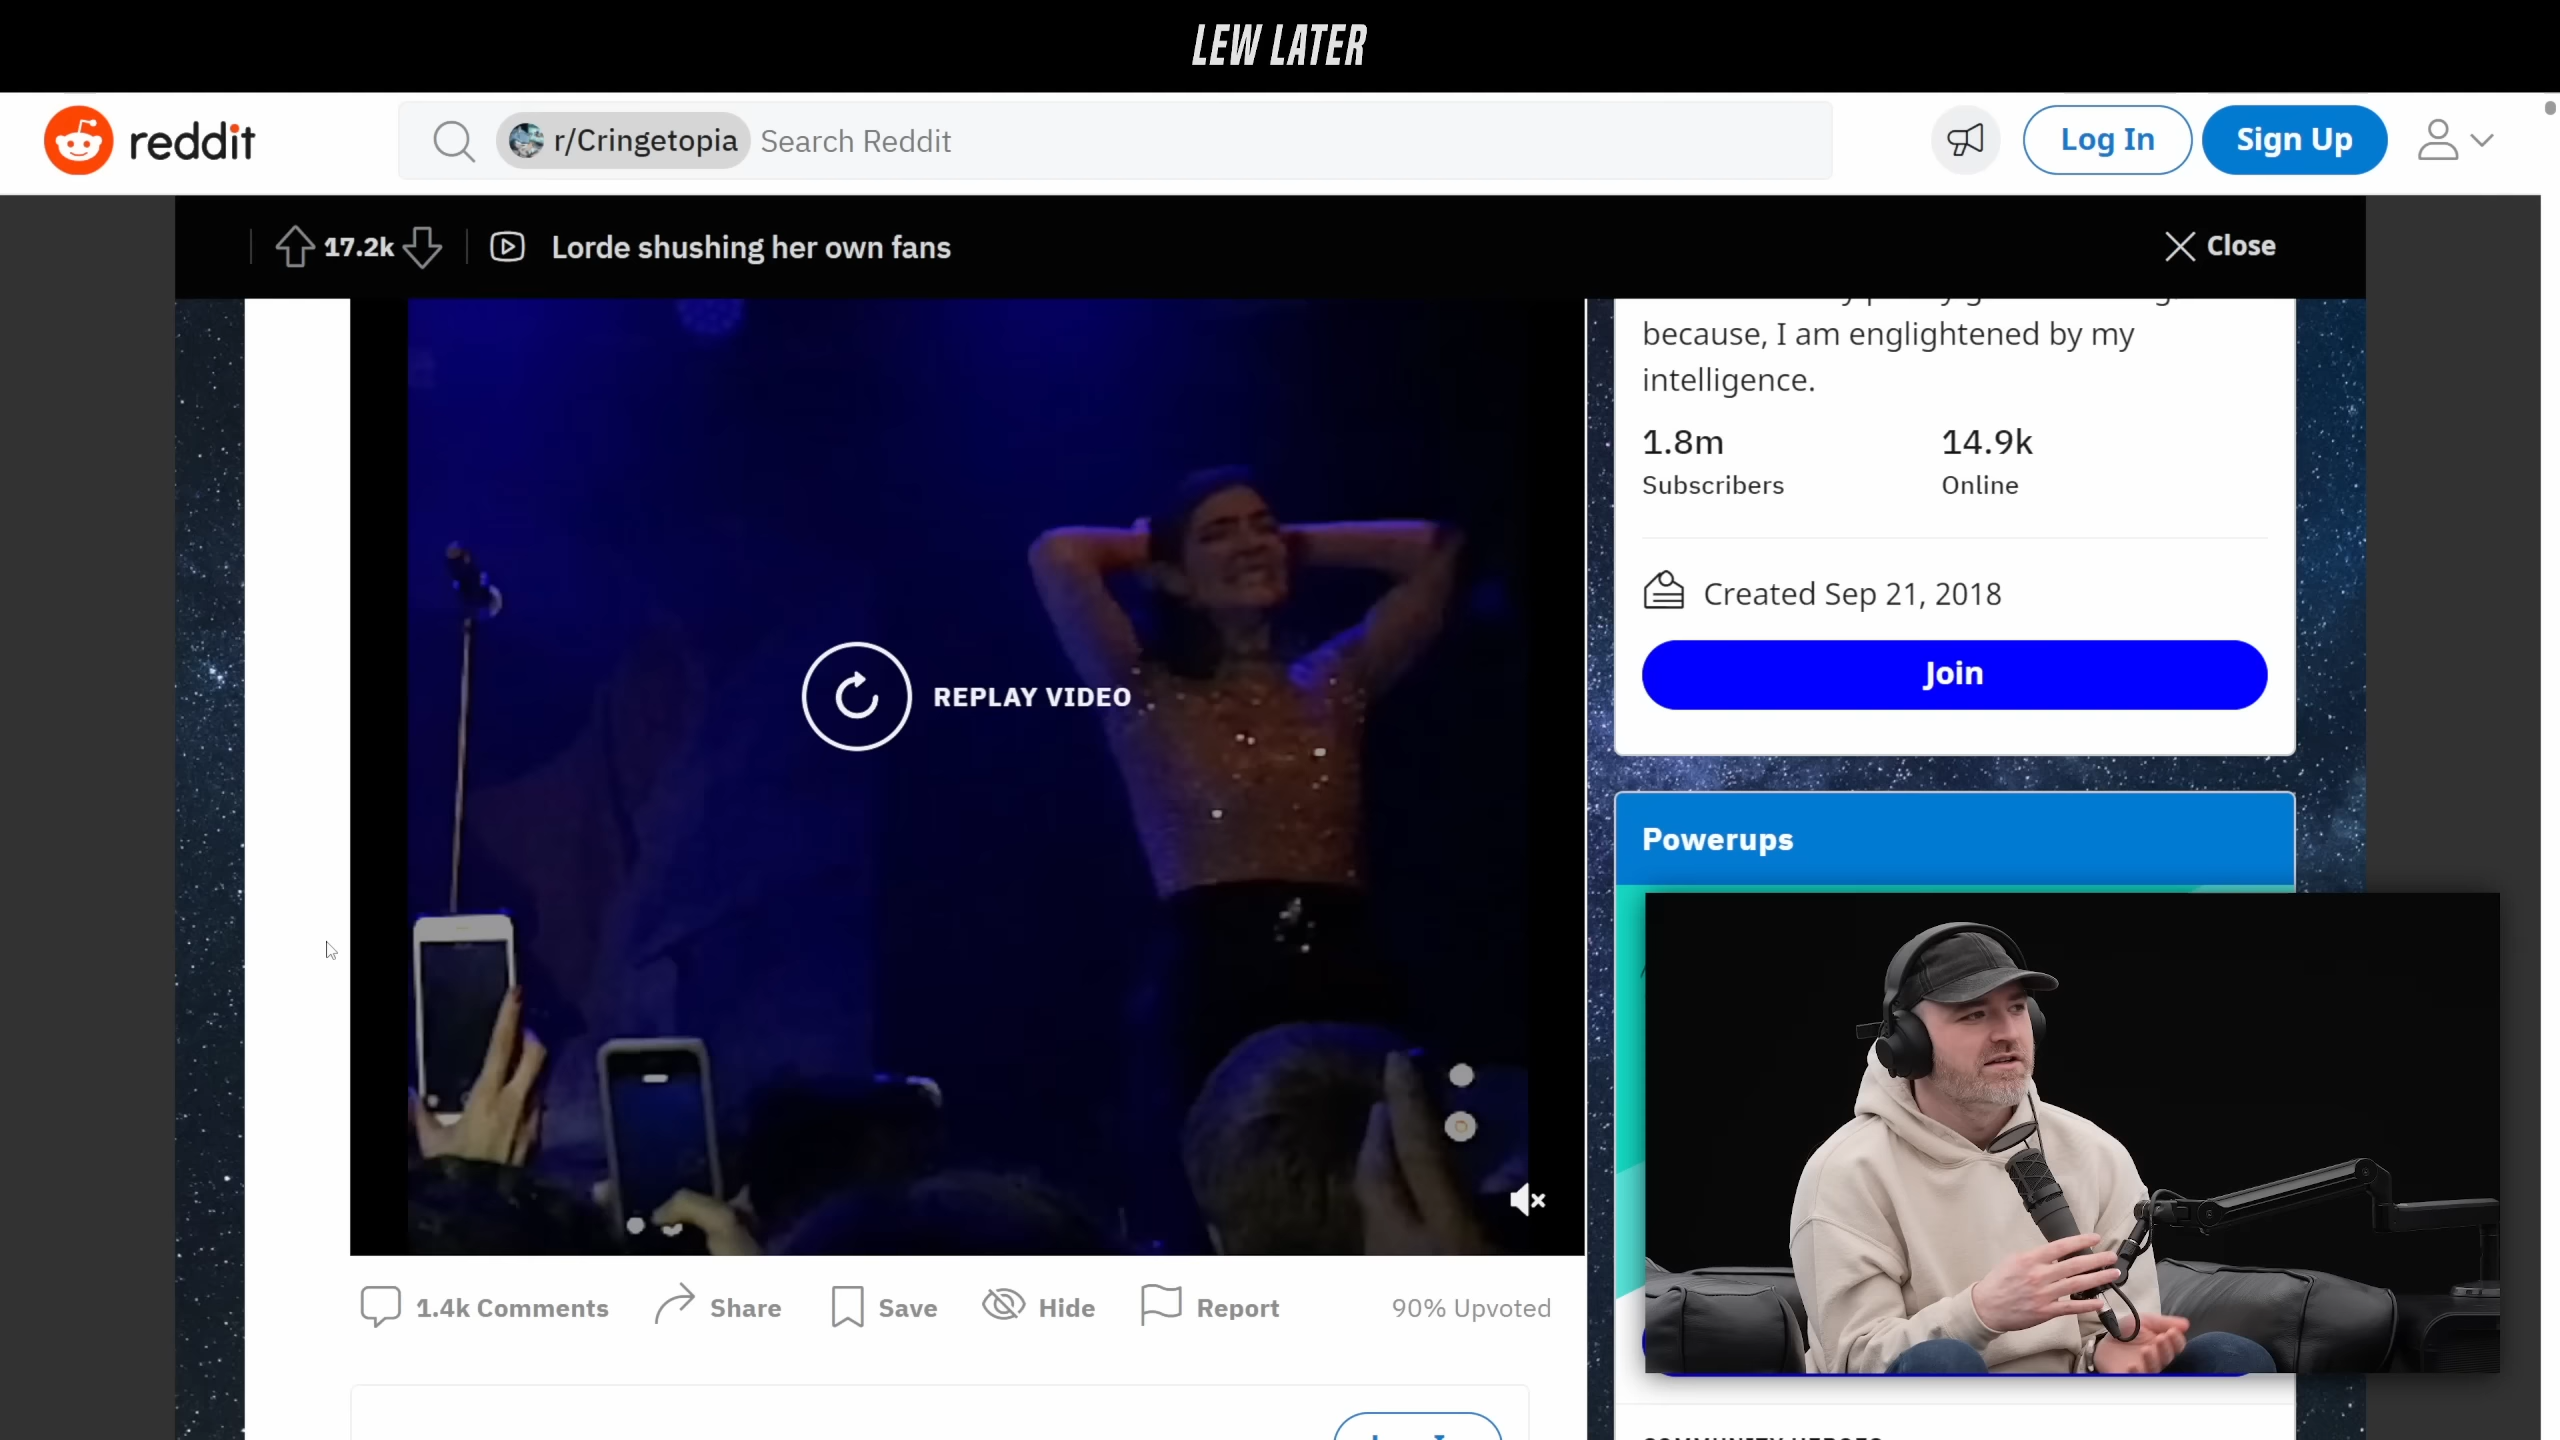 LEW LATER
reddit
r/Cringetopia Search Reddit
Log In
Sign Up
17.2k
Lorde shushing her own fans
Close
because, I am englightened by my
intelligence.
1.8m
14.9k
Subscribers
Online
Created Sep 21, 2018
Join
REPLAY VIDEO
Powerups
1.4k Comments
Share
Save
Hide
Report
90% Upvoted